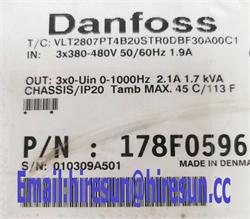 Danfoss
T/C: VLT2807PT4B20STR0DBF30A00C1
IN: 3x380-480V 50/60Hz 1.9A
OUT: 3x0-Uin 0-1000Hz 2.1A 1.7 kVA
CHASSIS/IP20 Tamb MAX. 45 C/113 F
P/N : 178F0596
S/N: 010309A501
MADE IN DENMA
Email:hiresun@hiresun.cc